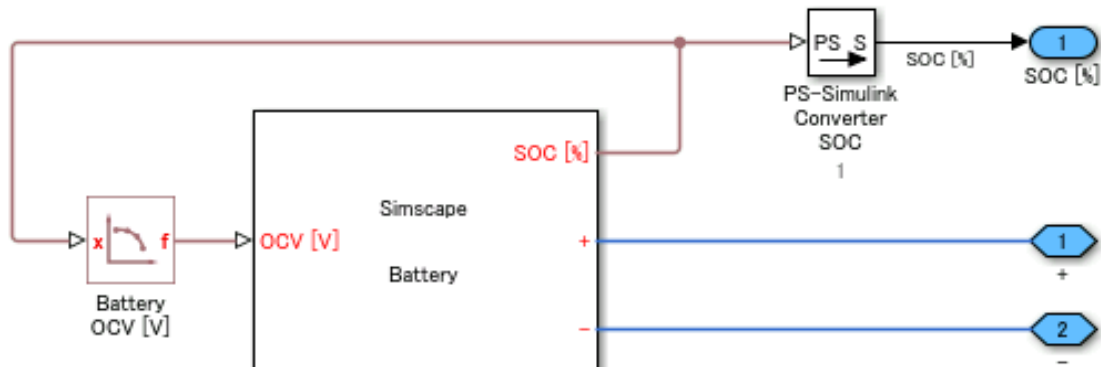 PS S
SOC [%]
1
SOC [%]
PS-Simulink
Converter
SOC
1
SOC [%]
Simscape
Battery
x f
Battery
OCV [V]
OCV [V]
+
1
+
-
2
-